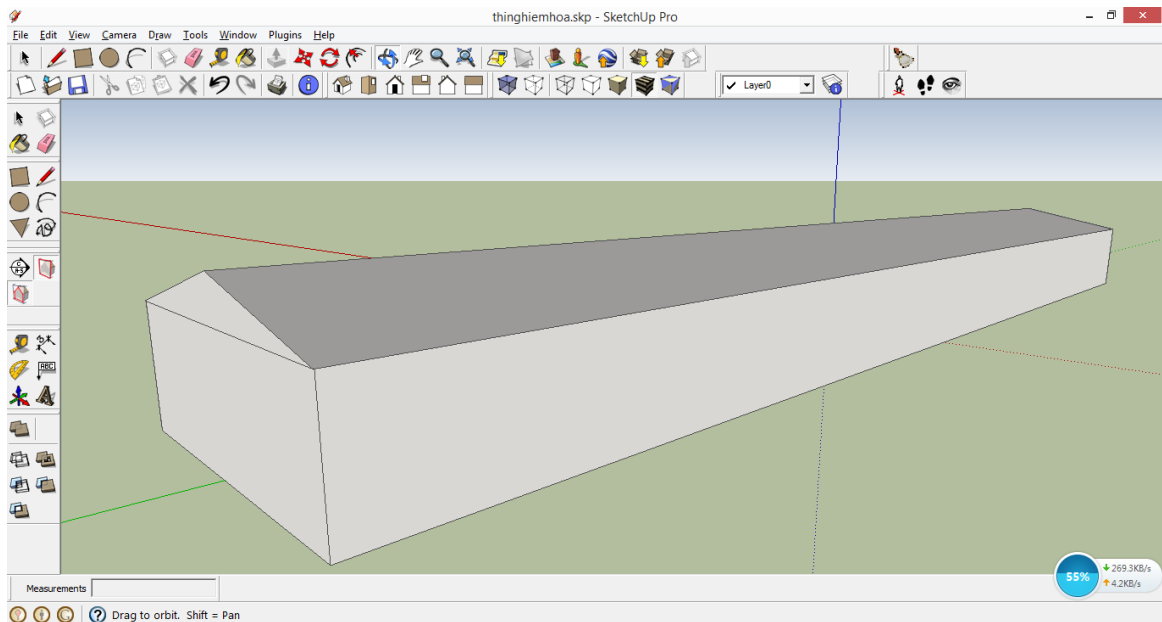 thinghiemhoa.skp - SketchUp Pro
File Edit View Camera Draw Tools Window Plugins Help
Layer0
ABC
55%
269.3KB/s
4.2KB/s
Measurements
Drag to orbit. Shift = Pan